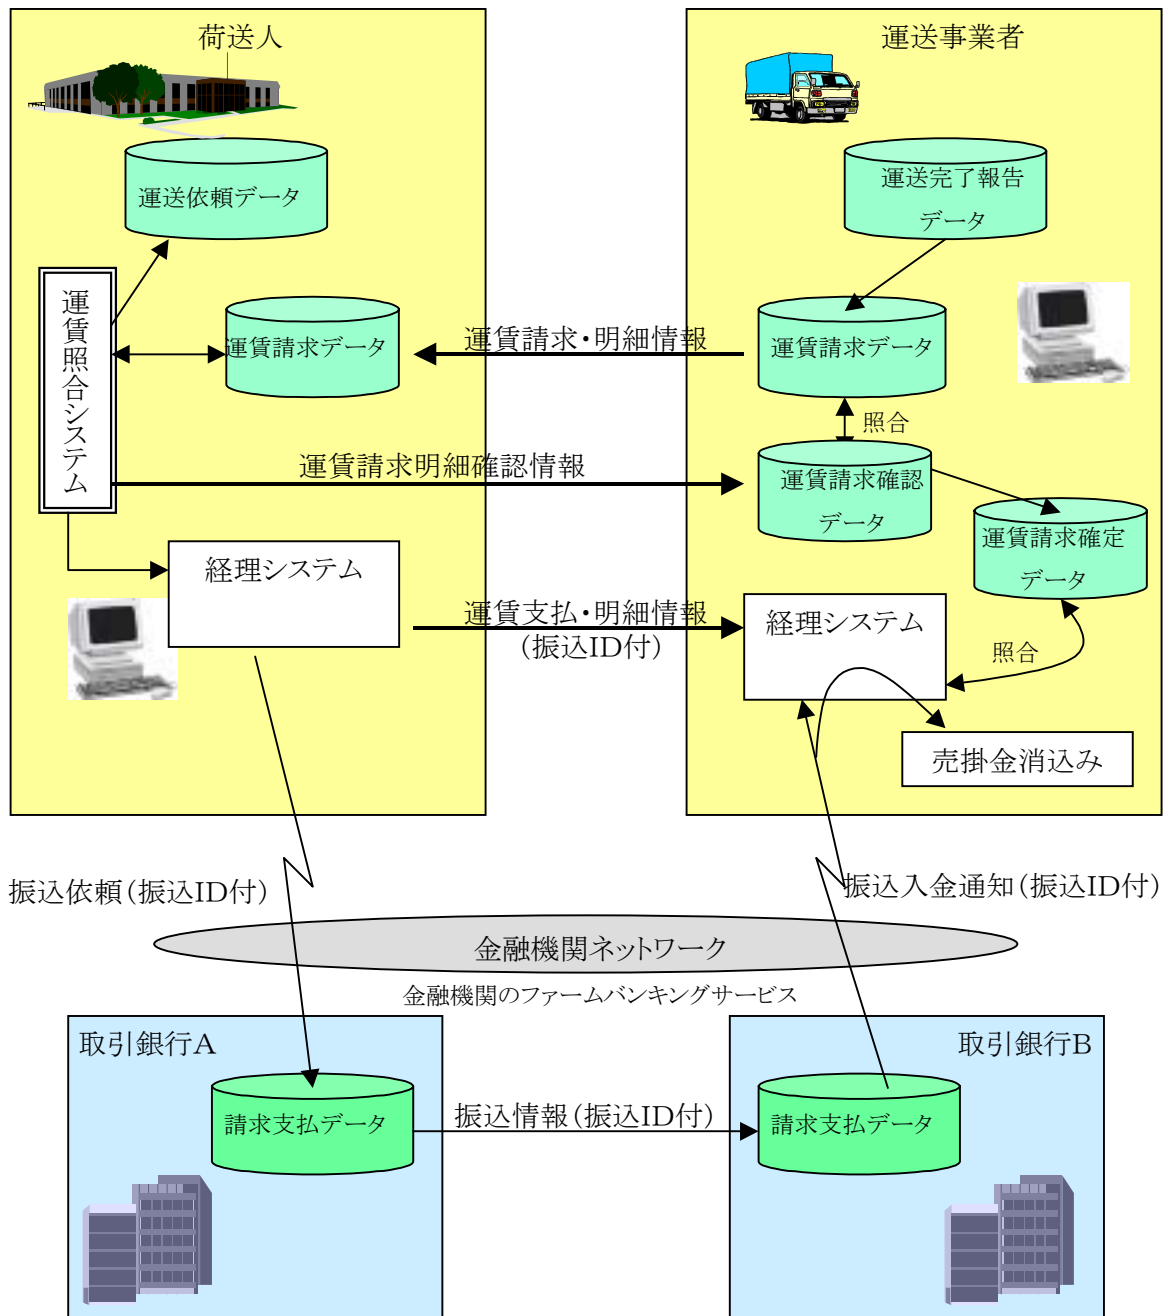 荷送人
運送事業者
運送依頼データ
運送完了報告
データ
運賃照合システム
運賃請求データ
運賃請求・明細情報
運賃請求データ
照合
運賃請求明細確認情報
運賃請求確認
データ
運賃請求確定
データ
経理システム
運賃支払・明細情報
(振込ID付)
経理システム
照合
売掛金消込み
振込依頼(振込ID付)
振込入金通知(振込ID付)
金融機関ネットワーク
金融機関のファームバンキングサービス
取引銀行A
取引銀行B
請求支払データ
振込情報(振込ID付)
請求支払データ